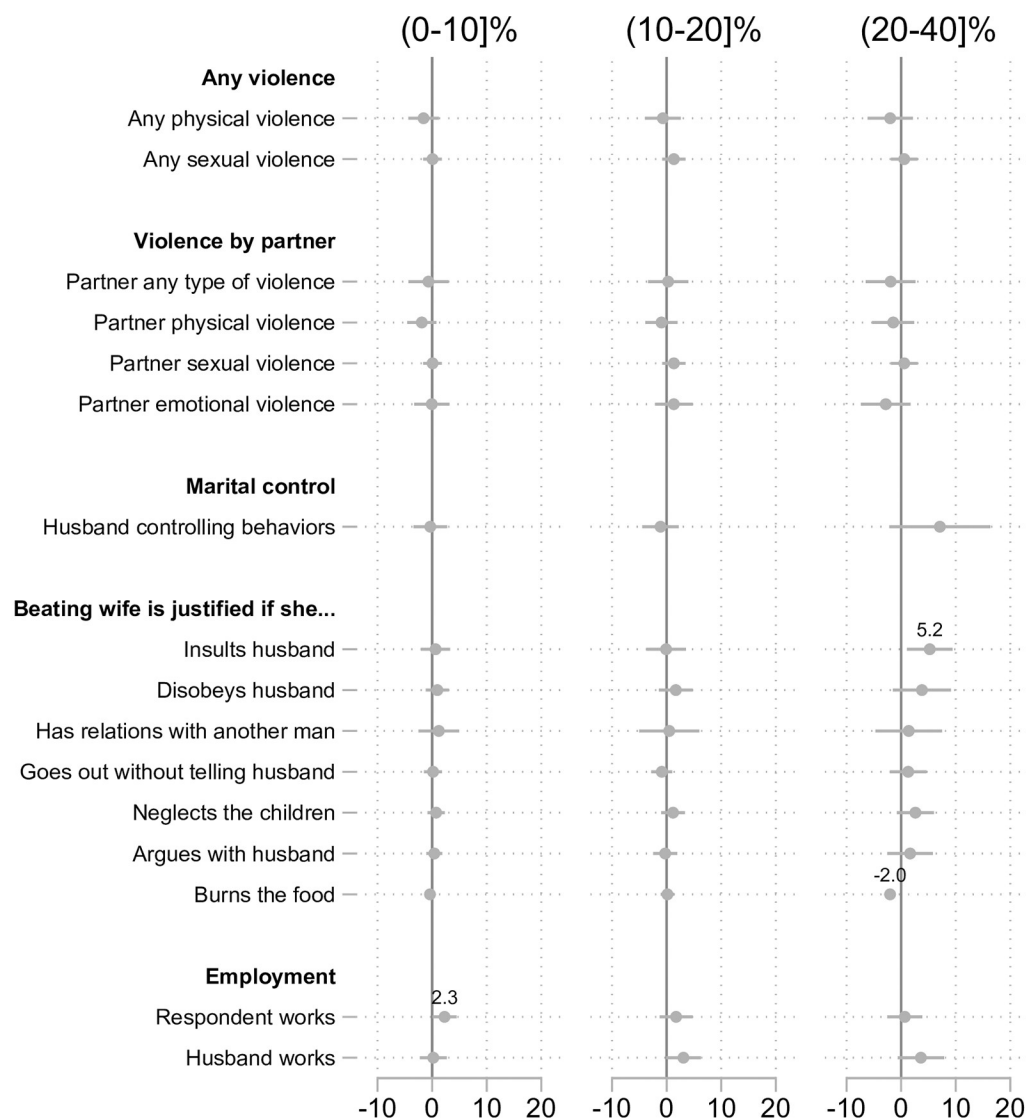 (0-10]% (10-20]% (20-40]%
Any violence
Any physical violence
Any sexual violence
Violence by partner
Partner any type of violence
Partner physical violence
Partner sexual violence
Partner emotional violence
Marital control
Husband controlling behaviors
Beating wife is justified if she...
5.2
Insults husband
Disobeys husband
Has relations with another man
Goes out without telling husband
Neglects the children
Argues with husband
-2.0
Burns the food
Employment
2.3
Respondent works
Husband works
-10 0 10 20 -10 0 10 20 -10 0 10 20